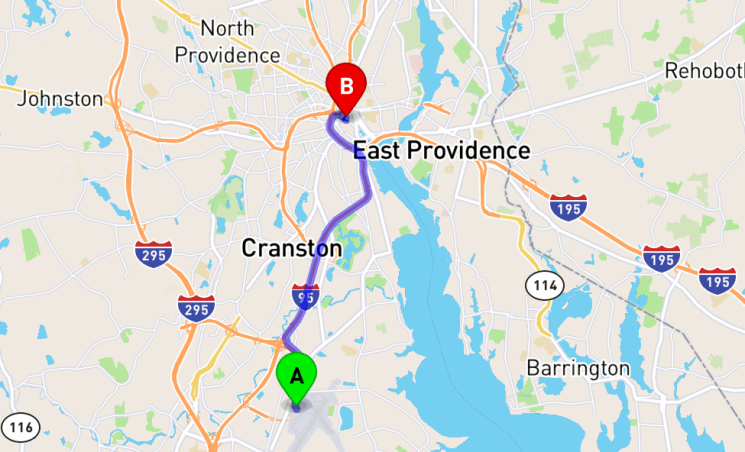 North
Providence
Johnston
Rehoboth
B
East Providence
195
Cranston
295
195
195
114
95
295
Barrington
A
116